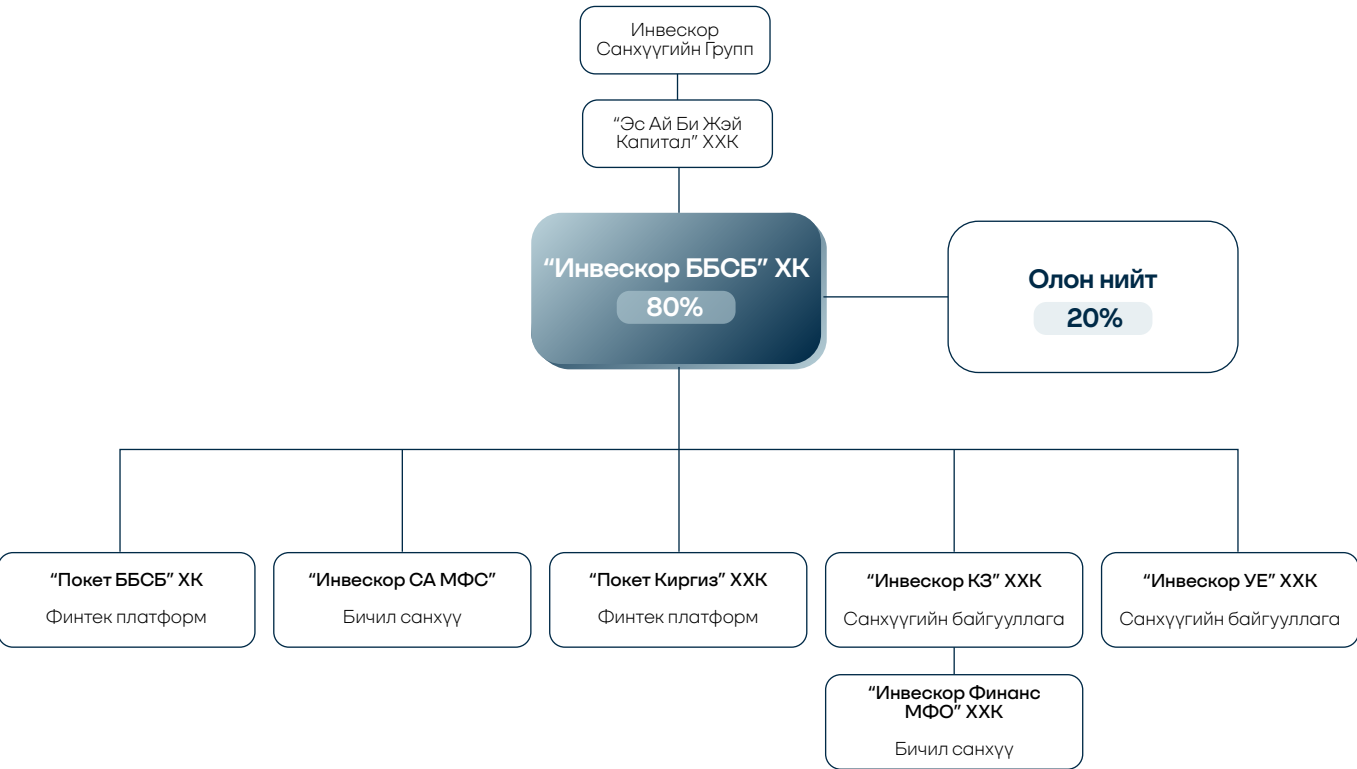 Инвескор
Санхүүгийн Групп
“Эс Ай Би Жэй
Капитал” ХХК
“Инвескор ББСБ” ХК
80%
Олон нийт
20%
“Покет ББСБ” ХК
Финтек платформ
“Инвескор СА МФС”
Бичил санхүү
“Покет Киргиз” ХХК
Финтек платформ
“Инвескор КЗ” ХХК
Санхүүгийн байгууллага
“Инвескор УЕ” ХХК
Санхүүгийн байгууллага
“Инвескор Финанс
МФО” ХХК
Бичил санхүү